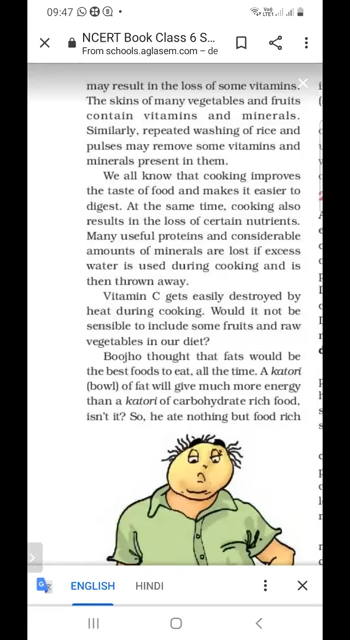 09:47
NCERT Book Class 6 S...
From schools.aglasem.com – de
may result in the loss of some vitamins.
The skins of many vegetables and fruits
contain vitamins and minerals.
Similarly, repeated washing of rice and
pulses may remove some vitamins and
minerals present in them.
We all know that cooking improves
the taste of food and makes it easier to
digest. At the same time, cooking also
results in the loss of certain nutrients.
Many useful proteins and considerable
amounts of minerals are lost if excess
water is used during cooking and is
then thrown away.
Vitamin C gets easily destroyed by
heat during cooking. Would it not be
sensible to include some fruits and raw
vegetables in our diet?
Boojho thought that fats would be
the best foods to eat, all the time. A katori
(bowl) of fat will give much more energy
than a katori of carbohydrate rich food,
isn't it? So, he ate nothing but food rich
ENGLISH HINDI